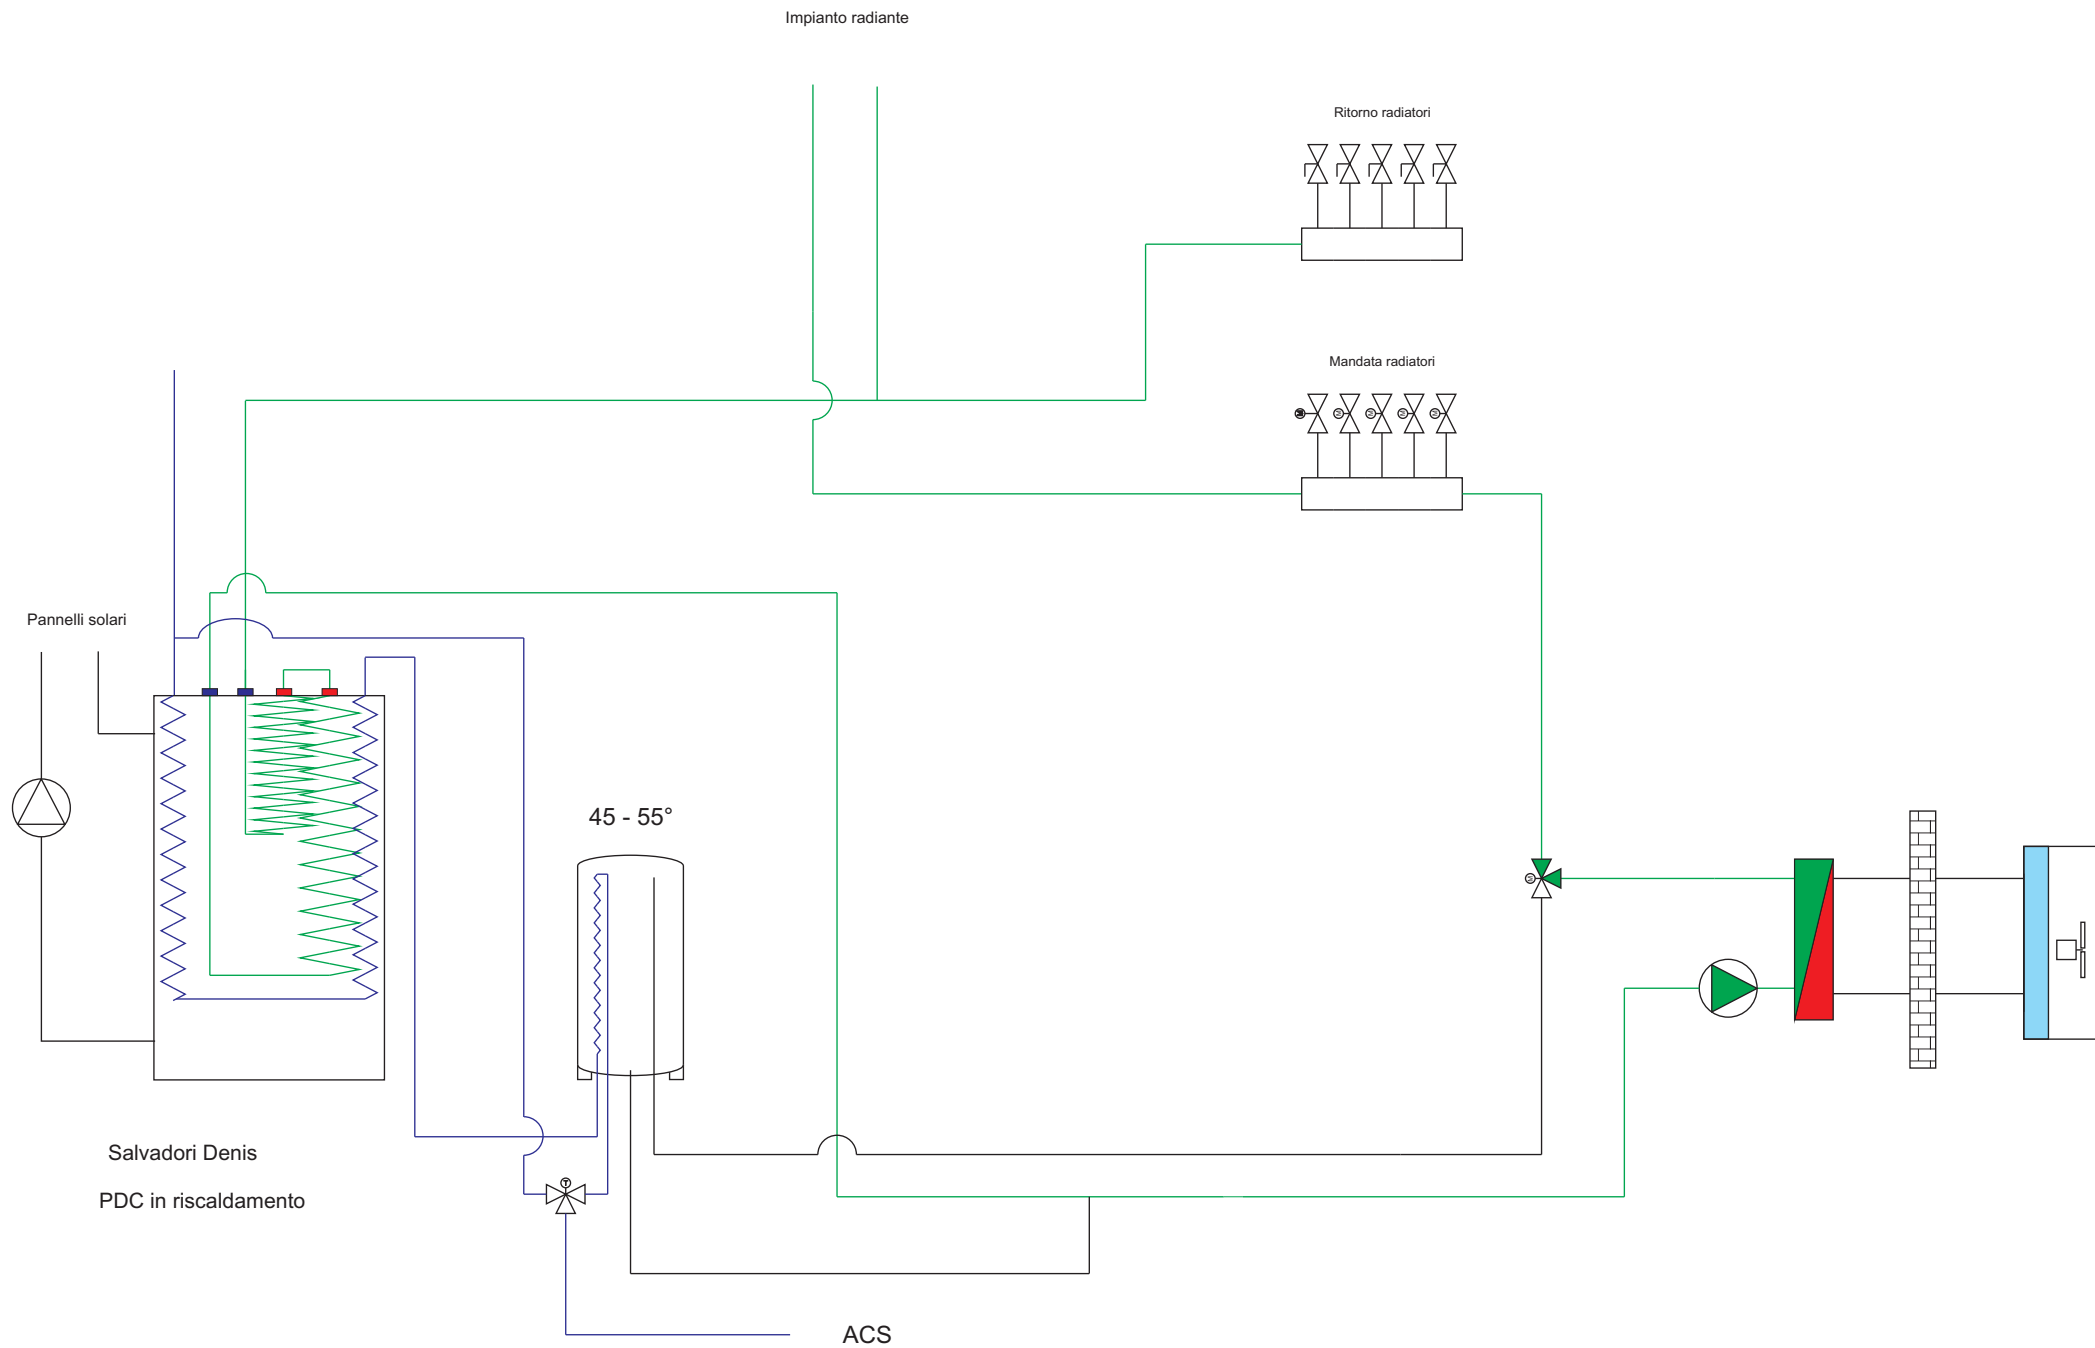 Impianto radiante
Ritorno radiatori
Mandata radiatori
M
M
M
M
M
Pannelli solari
45 - 55°
M
Salvadori Denis
T
PDC in riscaldamento
ACS